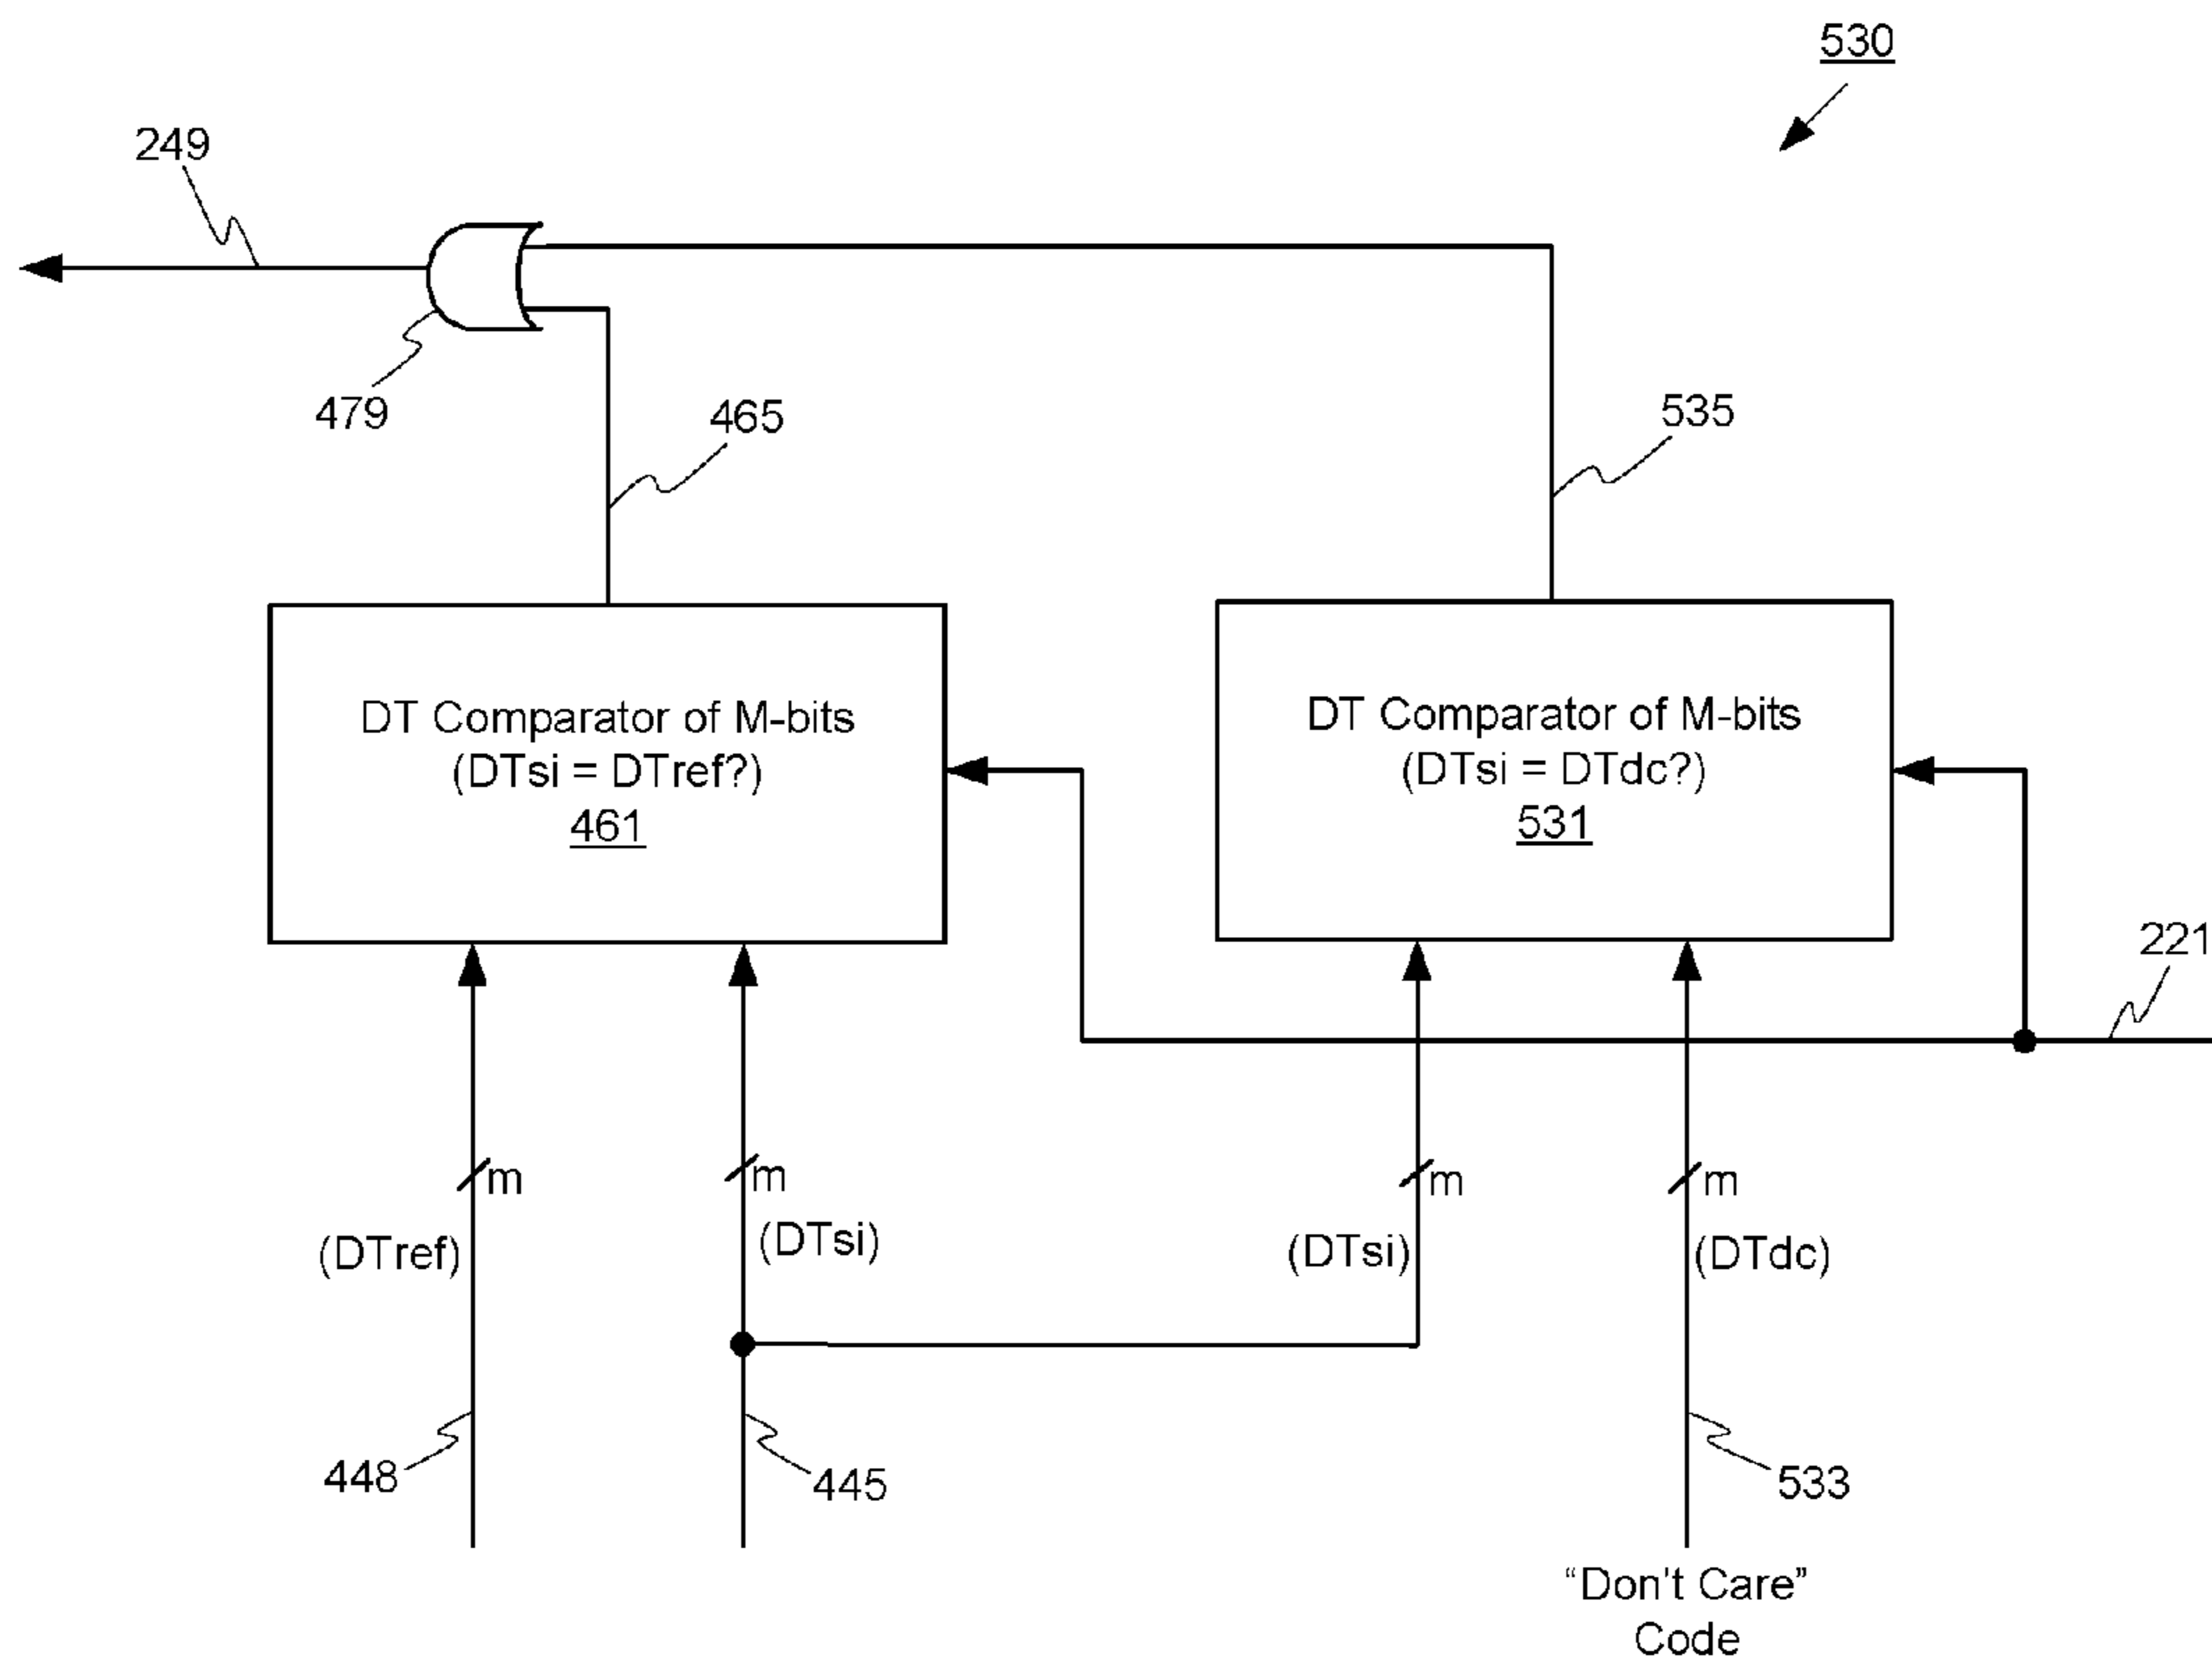 530
249
479
465
535
DT Comparator of M-bits
(DTsi = DTref?)
461
DT Comparator of M-bits
(DTsi = DTdc?)
531
221
m
m
m
m
(DTref)
(DTsi)
(DTsi)
(DTdc)
448
445
533
“Don't Care”
Code